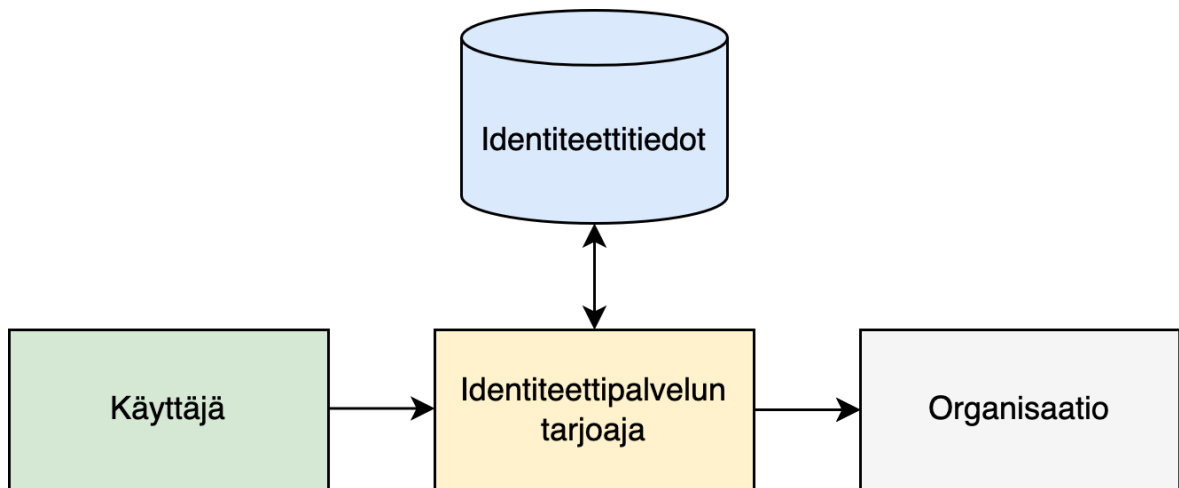 Identiteettitiedot
Käyttäjä
Identiteettipalvelun
tarjoaja
Organisaatio